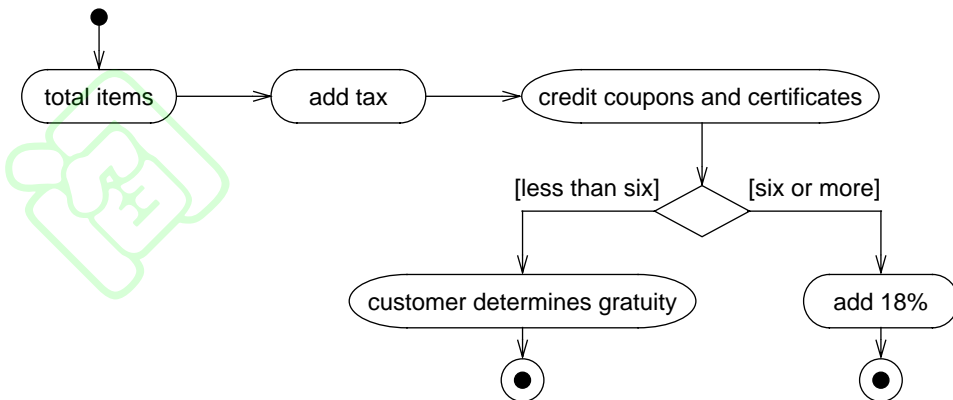 total items
add tax
credit coupons and certificates
[less than six]
[six or more]
customer determines gratuity
add 18%